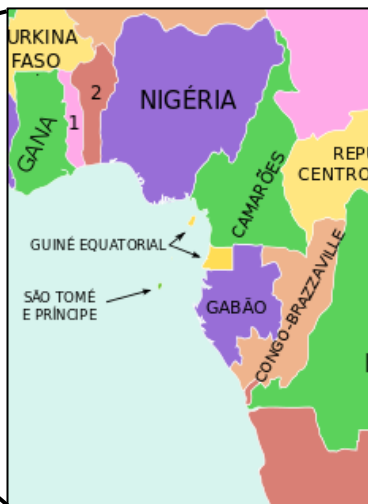 URKINA
FASO
GANA
1
2
NIGÉRIA
CAMARÕES
REPU
CENTRO
GUINÉ EQUATORIAL
SÃO TOMÉ
E PRÍNCIPE
GABÃO
CONGO-BRAZZAVILLE